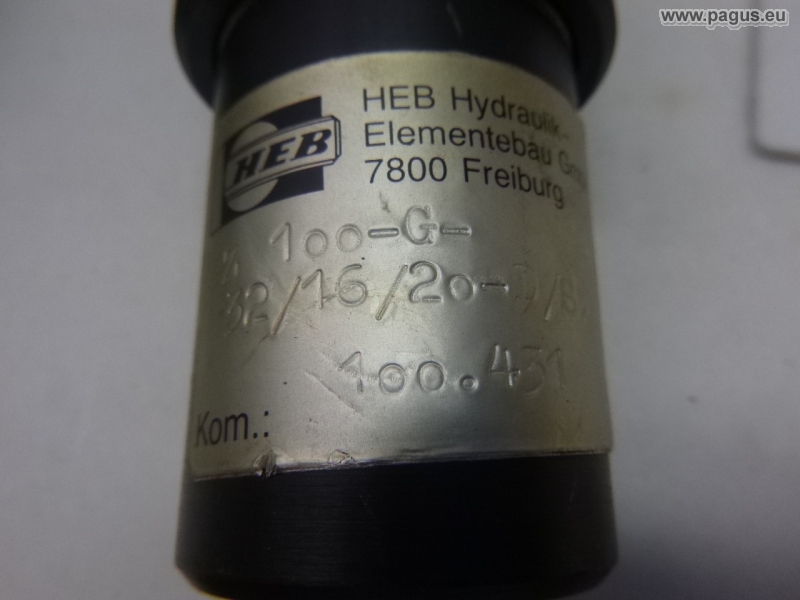 www.pagus.eu
HEB
HEB Hydraulik-
Elementebau
7800 Freiburg
100-G-
32/16/20-D/B
100.431
Kom.: